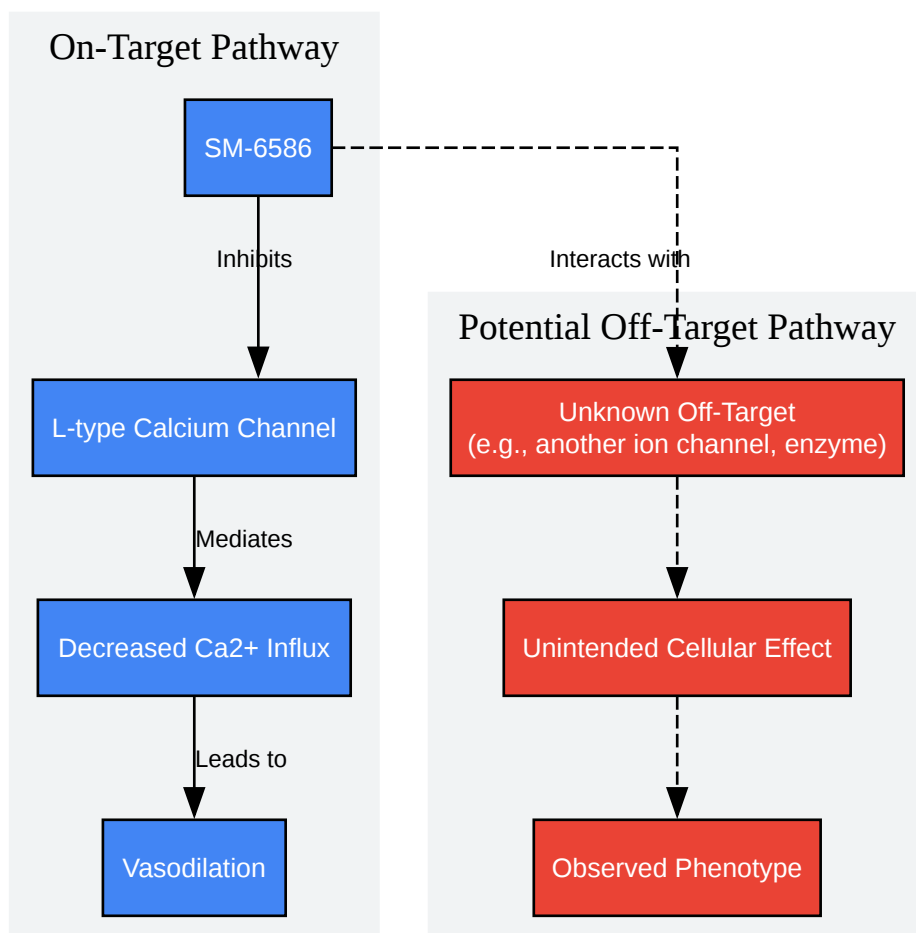 On-Target Pathway
SM-6586
Inhibits
Interacts with
Potential Off-Target Pathway
L-type Calcium Channel
Unknown Off-Target
(e.g., another ion channel, enzyme)
Mediates
Decreased Ca2+ Influx
Unintended Cellular Effect
Leads to
Vasodilation
Observed Phenotype